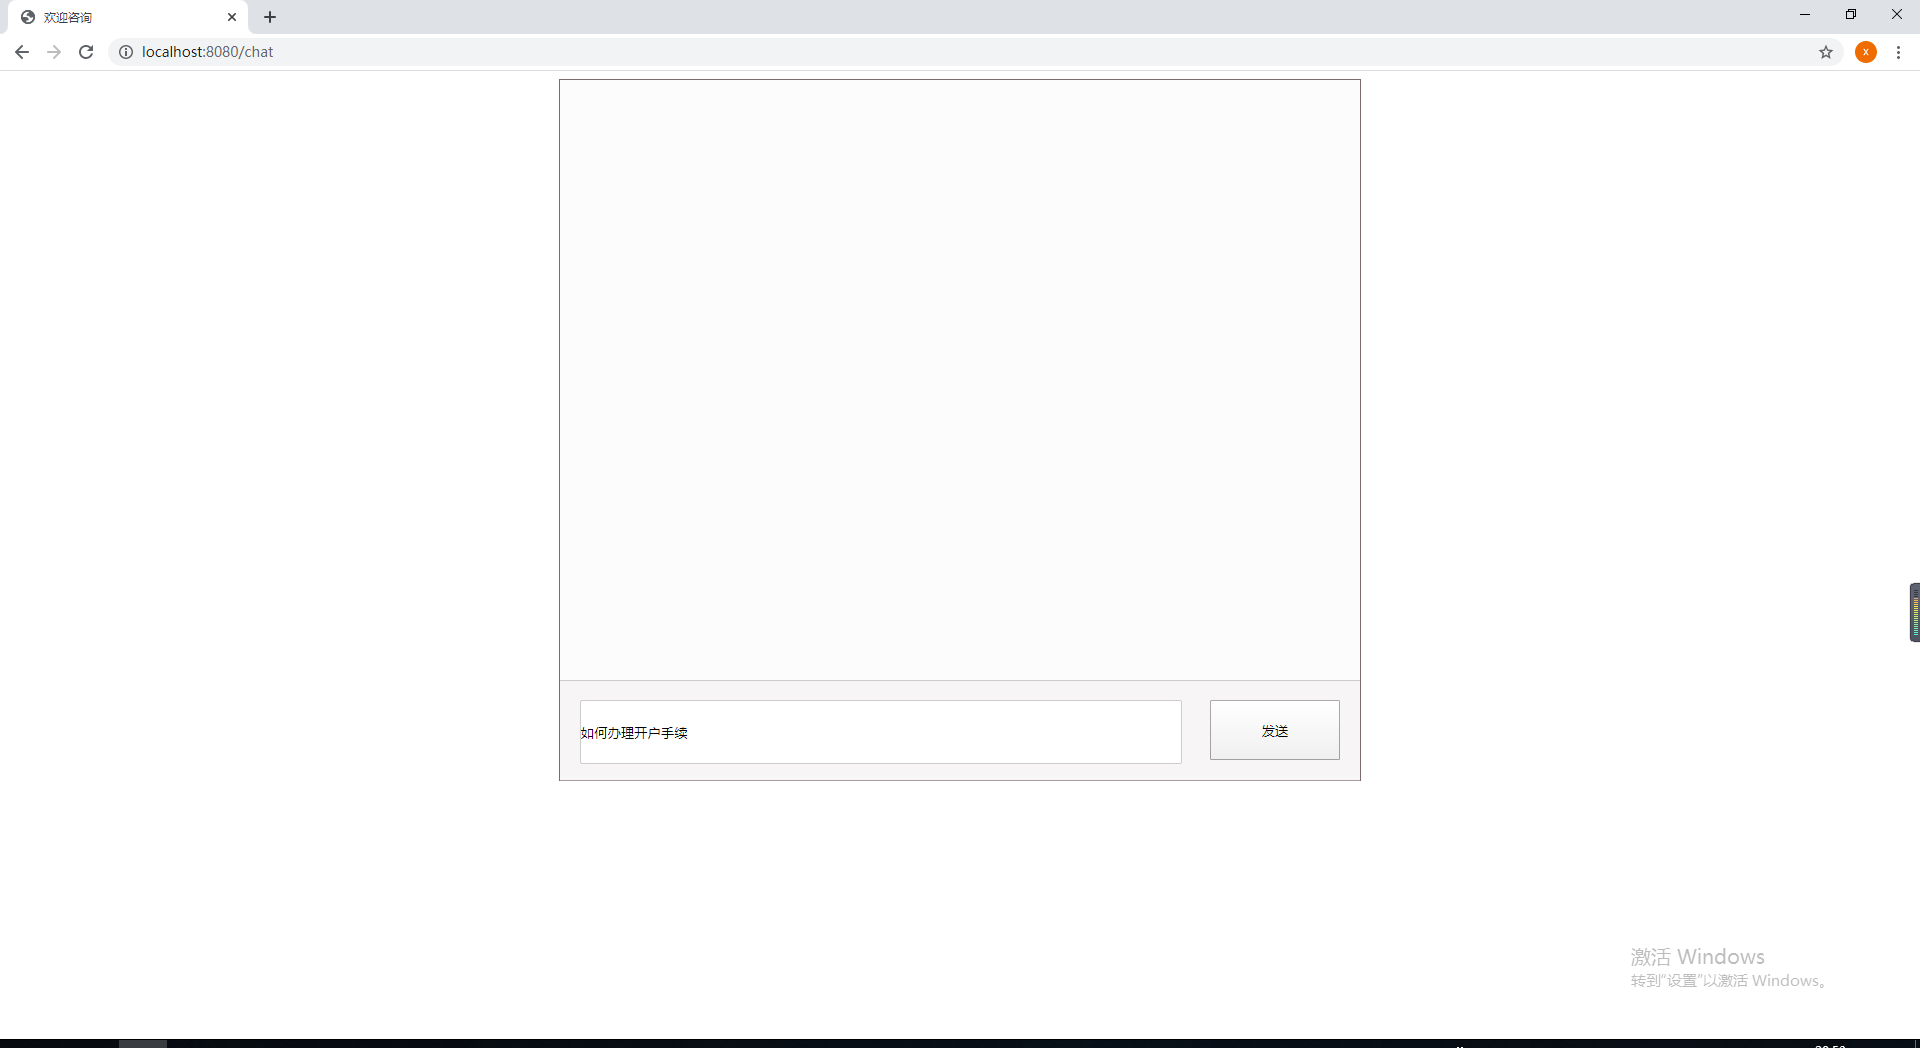 欢迎咨询
localhost:8080/chat
x
如何办理开户手续
发送
激活 Windows
转到“设置”以激活 Windows。